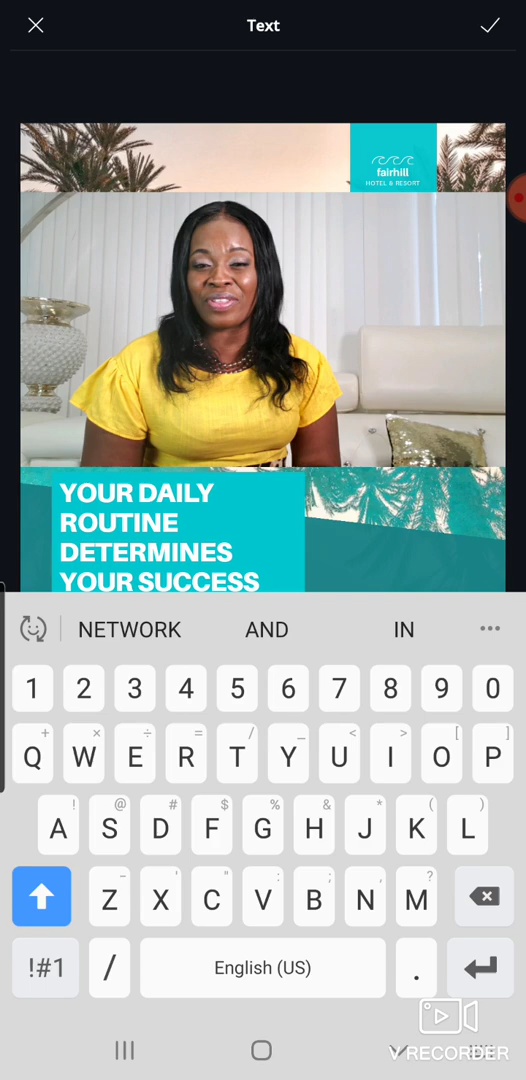 Text
fairhill
HOTEL & RESORT
YOUR DAILY
ROUTINE
DETERMINES
YOUR SUCCESS
NETWORK AND IN •••
1 2 3 4 5 6 7 8 9 0
+ × ÷ = / _ < > [ ]
Q W E R T Y U I O P
! @ # $ % & * ( )
A S D F G H J K L
- ' " : ; , ?
Z X C V B N M
!#1 / English (US) .
V RECORDER